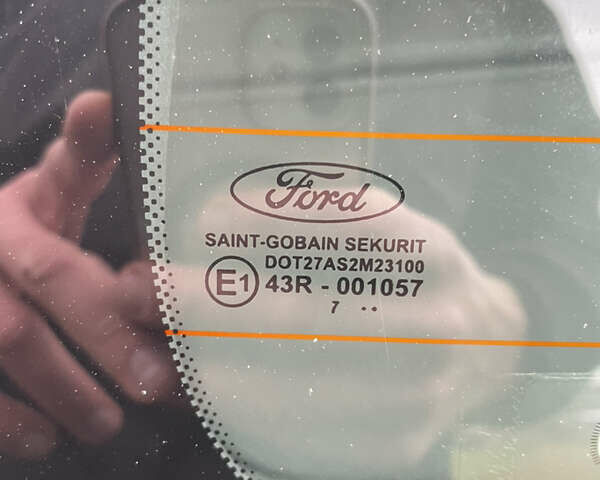 Ford
SAINT-GOBAIN SEKURIT
DOT27AS2M23100
E1 43R - 001057
7 ..